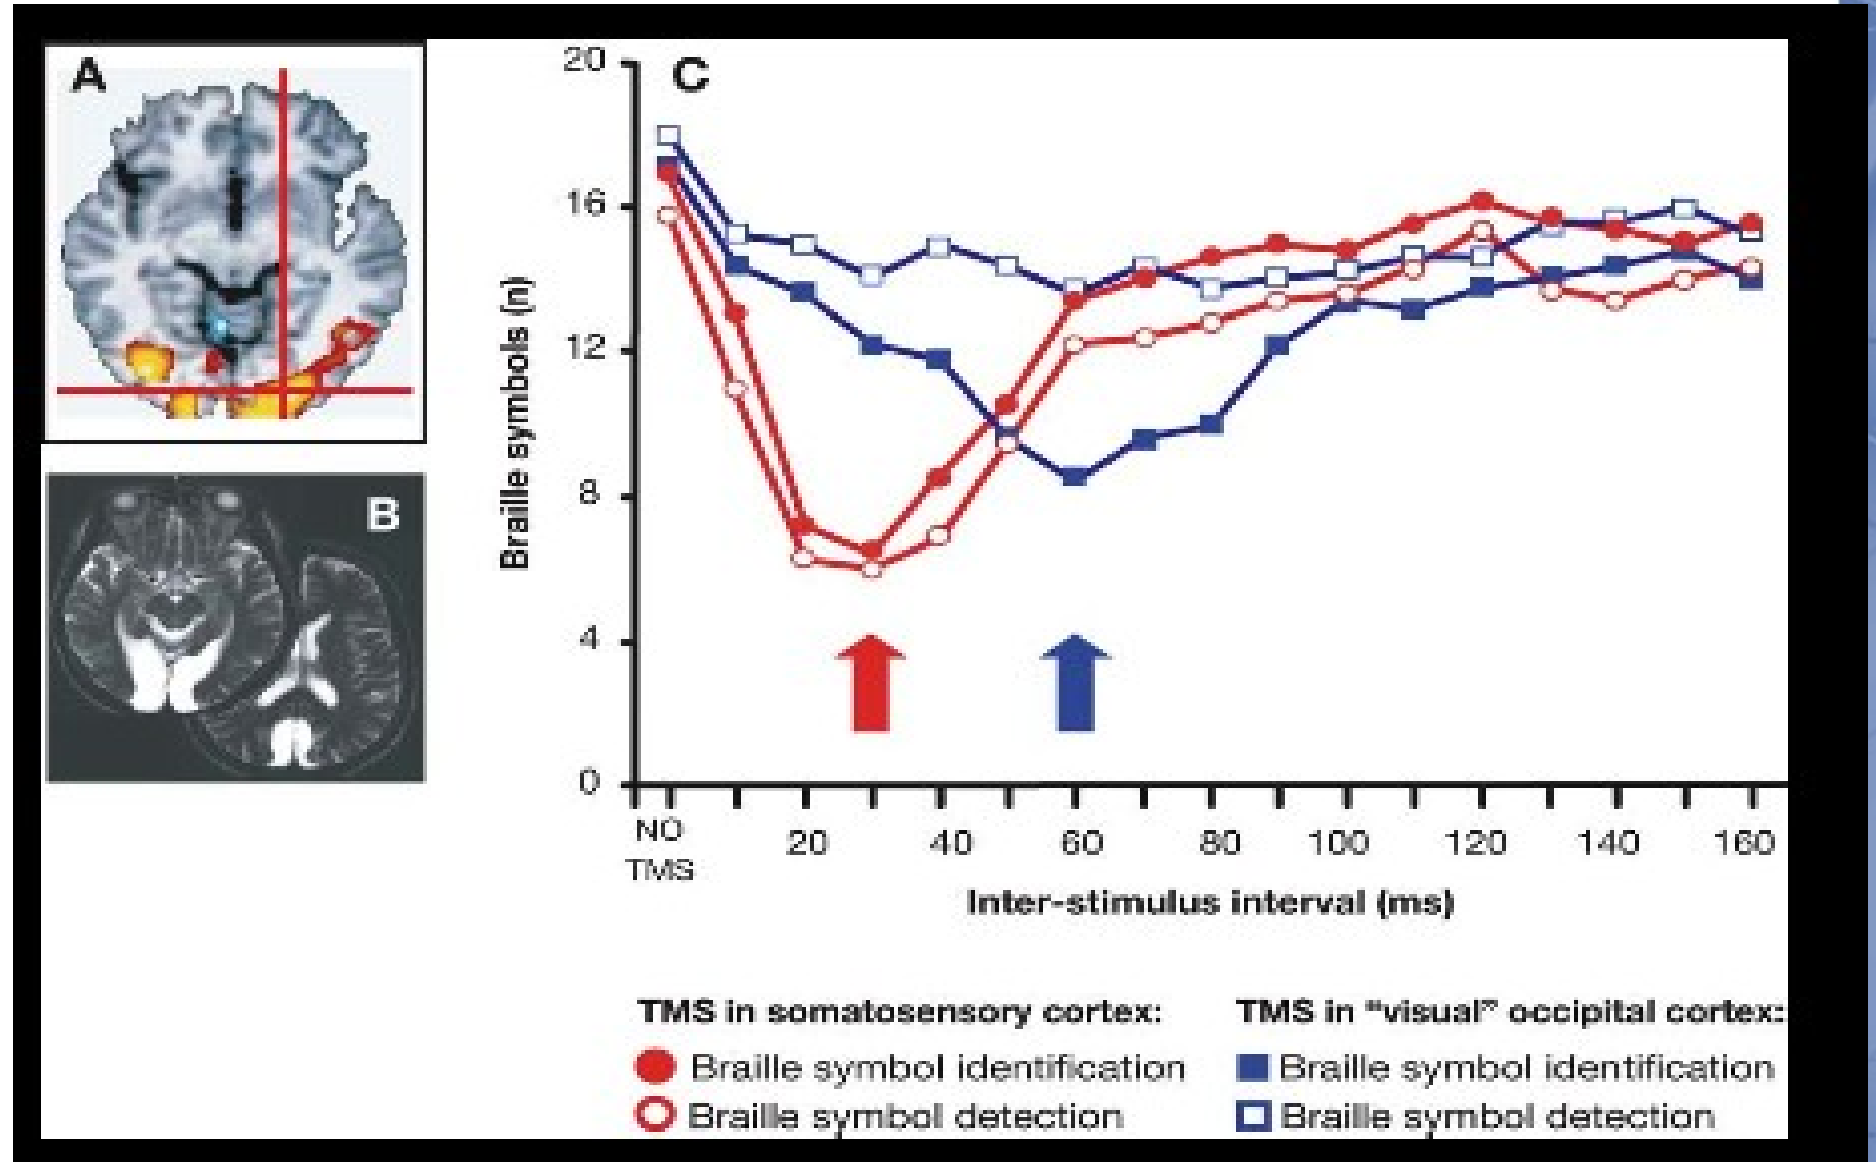 A
B
C
20
16
12
8
4
0
Braille symbols (n)
NO
TMS
20 40 60 80 100 120 140 160
Inter-stimulus interval (ms)
TMS in somatosensory cortex:
Braille symbol identification
Braille symbol detection
TMS in “visual” occipital cortex:
Braille symbol identification
Braille symbol detection